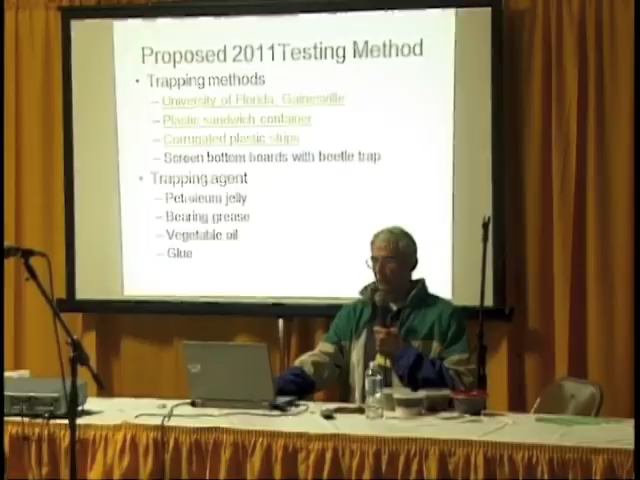 Proposed 2011Testing Method
• Trapping methods
– University of Florida, Gainesville
– Plastic sandwich container
– Corrugated plastic strips
– Screen bottom boards with beetle trap
• Trapping agent
– Petroleum jelly
– Bearing grease
– Vegetable oil
– Glue